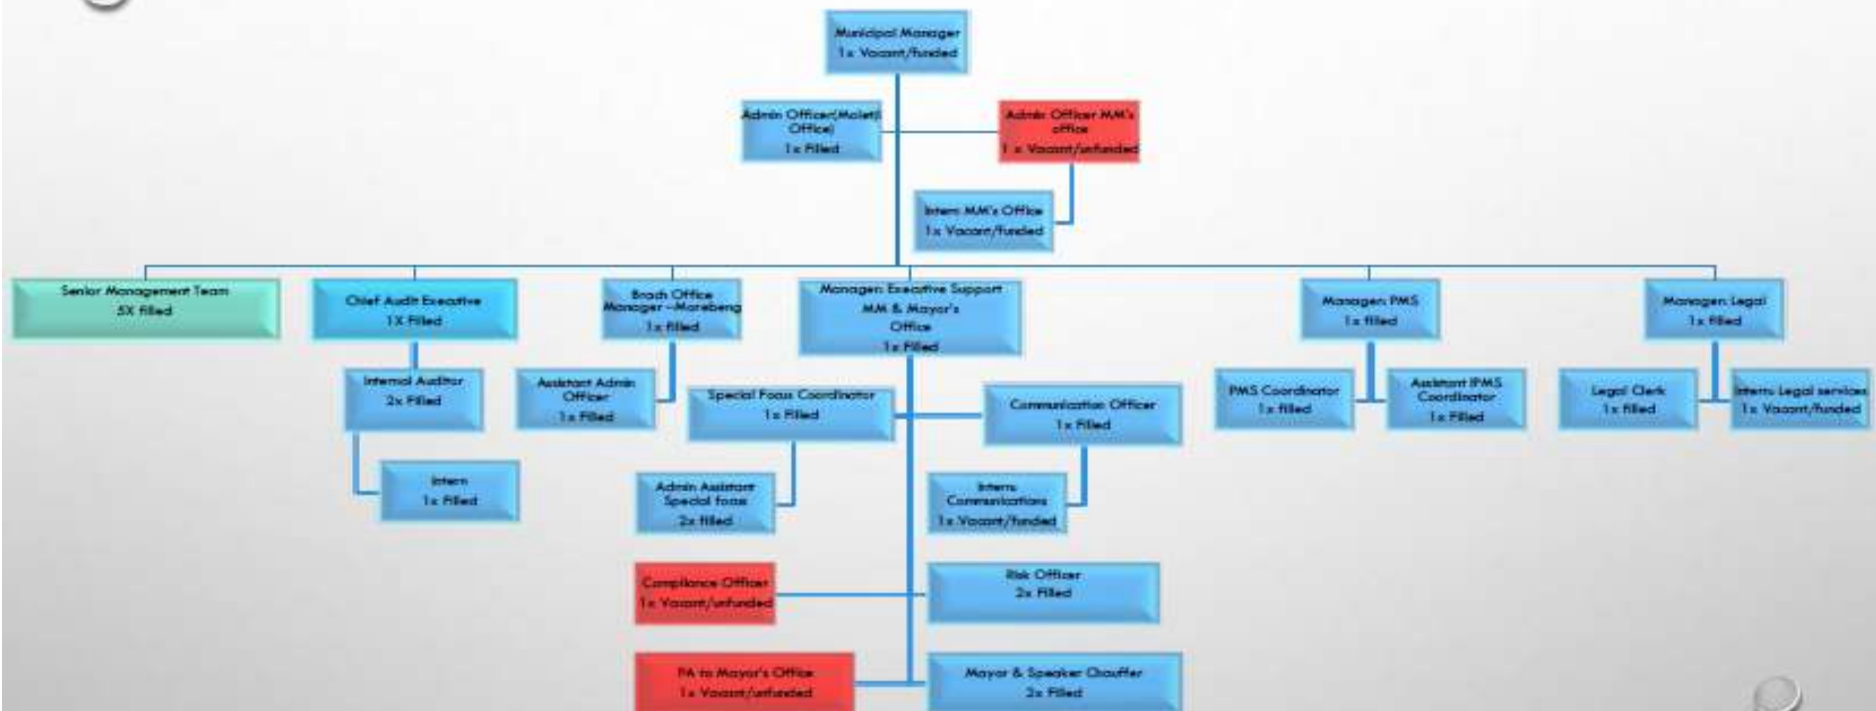 Municipal Manager
1x Vacant/funded
Admin Officer(Moletji
Office)
1x Filled
Admin Officer MM's
office
1 x Vacant/unfunded
Intern MM's Office
1x Vacant/funded
Senior Management Team
5X filled
Chief Audit Executive
1X Filled
Brach Office
Manager -Morebeng
1x filled
Manager: Executive Support
MM & Mayor's
Office
1x Filled
Manager: PMS
1x filled
Manager: Legal
1x filled
Internal Auditor
2x Filled
Assistant Admin
Officer
1x Filled
Special Focus Coordinator
1x Filled
Communication Officer
1x Filled
PMS Coordinator
1x filled
Assistant IPMS
Coordinator
1x Filled
Legal Clerk
1x filled
Intern: Legal services
1x Vacant/funded
Intern
1x Filled
Admin Assistant
Special focus
2x filled
Intern:
Communications
1x Vacant/funded
Compliance Officer
1x Vacant/unfunded
Risk Officer
2x Filled
PA to Mayor's Office
1x Vacant/unfunded
Mayor & Speaker Chauffer
2x Filled